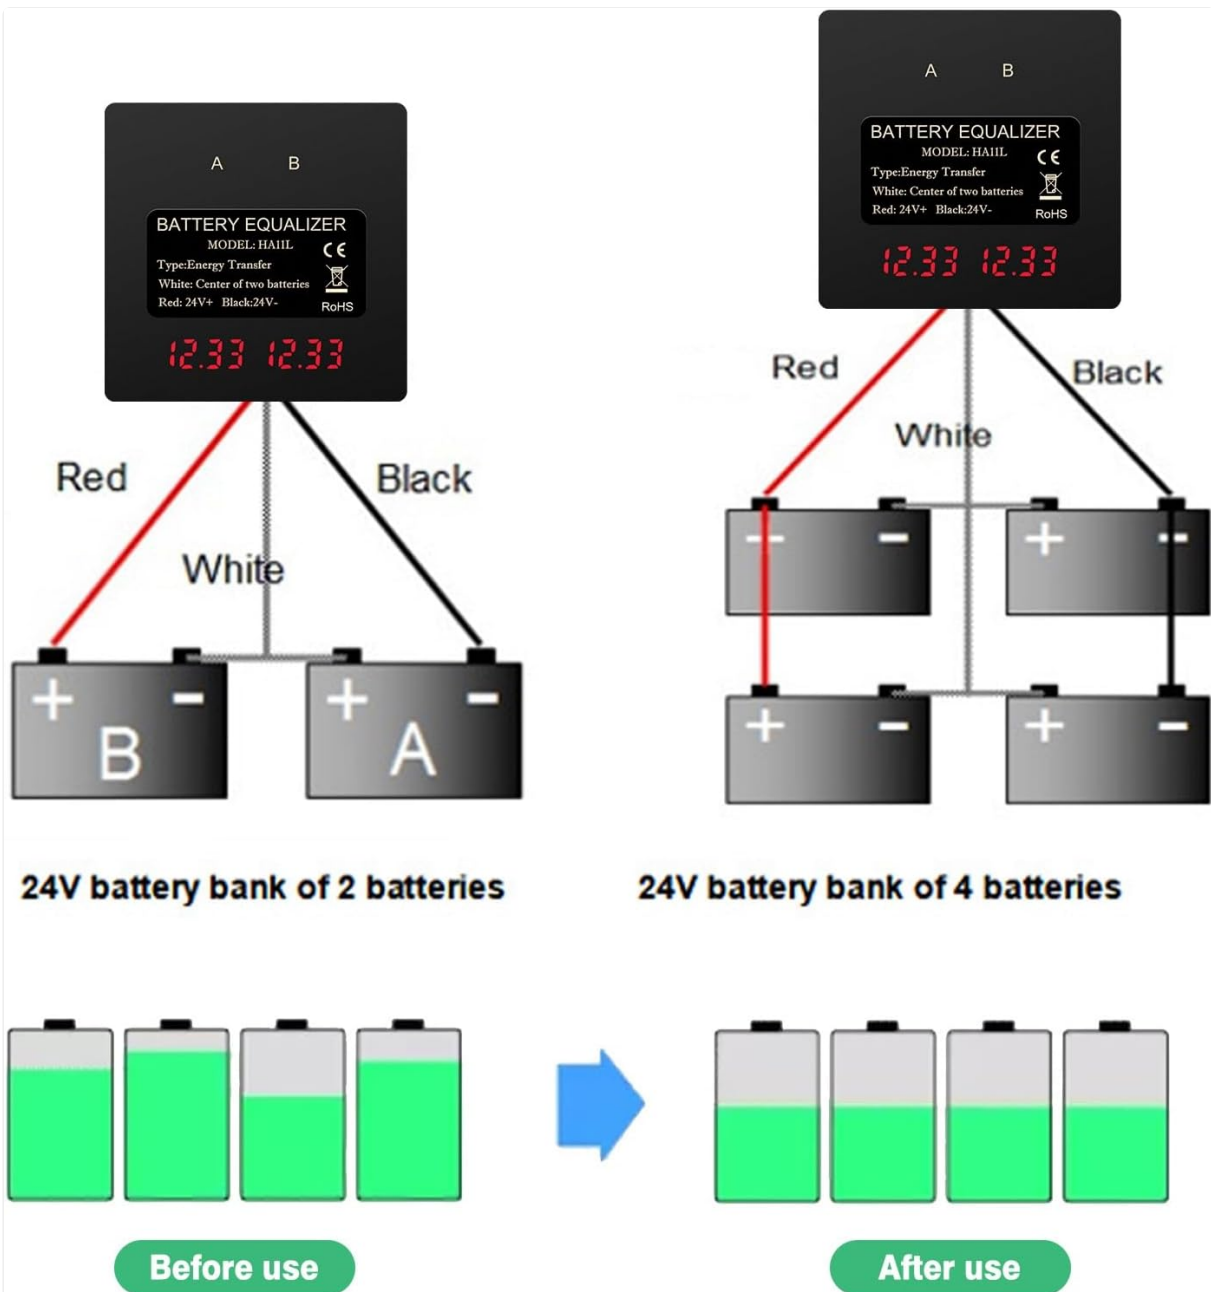 A B
BATTERY EQUALIZER
MODEL: HA11L
Type:Energy Transfer
White: Center of two batteries
Red: 24V+ Black:24V-
CE
RoHS
12.33 12.33
Red
Black
White
+ - + -
B A
24V battery bank of 2 batteries
A B
BATTERY EQUALIZER
MODEL: HA11L
Type:Energy Transfer
White: Center of two batteries
Red: 24V+ Black:24V-
CE
RoHS
12.33 12.33
Red
Black
White
+ - + -
+ - + -
24V battery bank of 4 batteries
Before use
After use